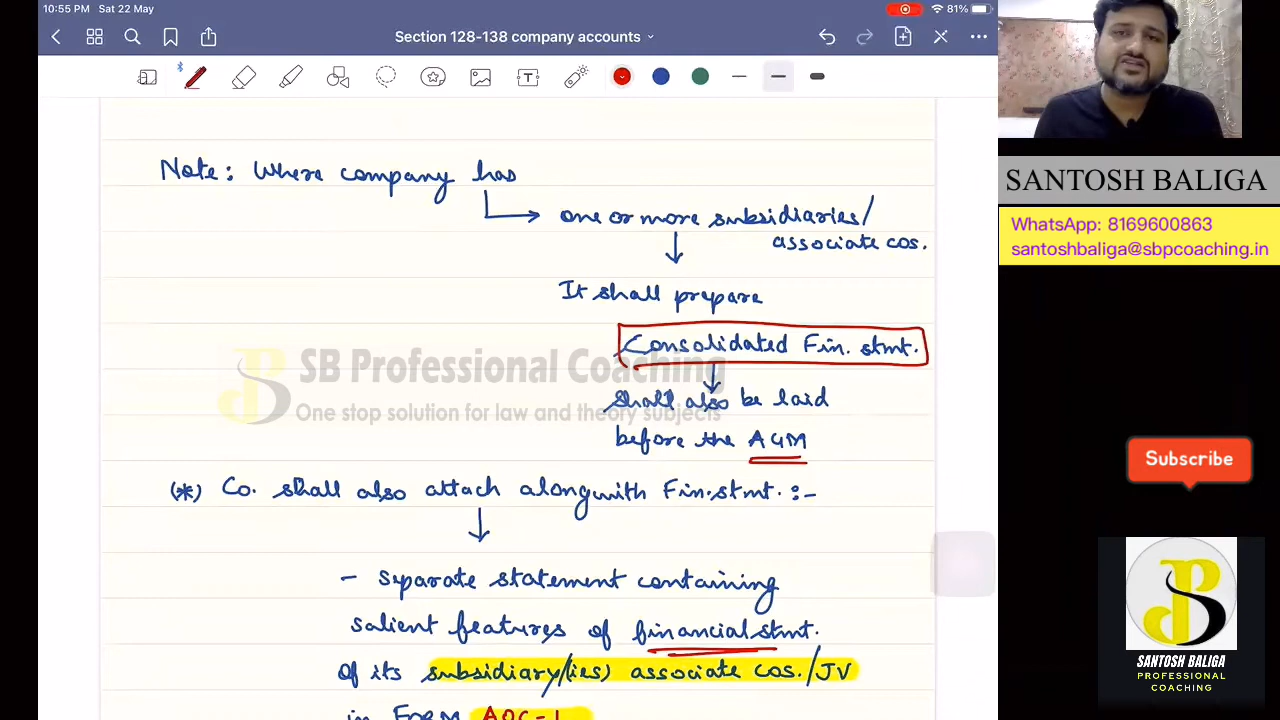 10:55 PM Sat 22 May
81%
Section 128-138 company accounts
T
Note: Where company has
one or more subsidiaries/
associate cos.
It shall prepare
Consolidated Fin. stmt.
SB Professional Coaching
shall also be laid
One stop solution for law and theory subjects
before the AGM
(*) Co. shall also attach alongwith Fin. stmt. :-
- separate statement containing
salient features of financial stmt.
of its subsidiary/(ies) associate cos./JV
in FORM AOC-1
SANTOSH BALIGA
WhatsApp: 8169600863
santoshbaliga@sbpcoaching.in
Subscribe
SANTOSH BALIGA
PROFESSIONAL
COACHING